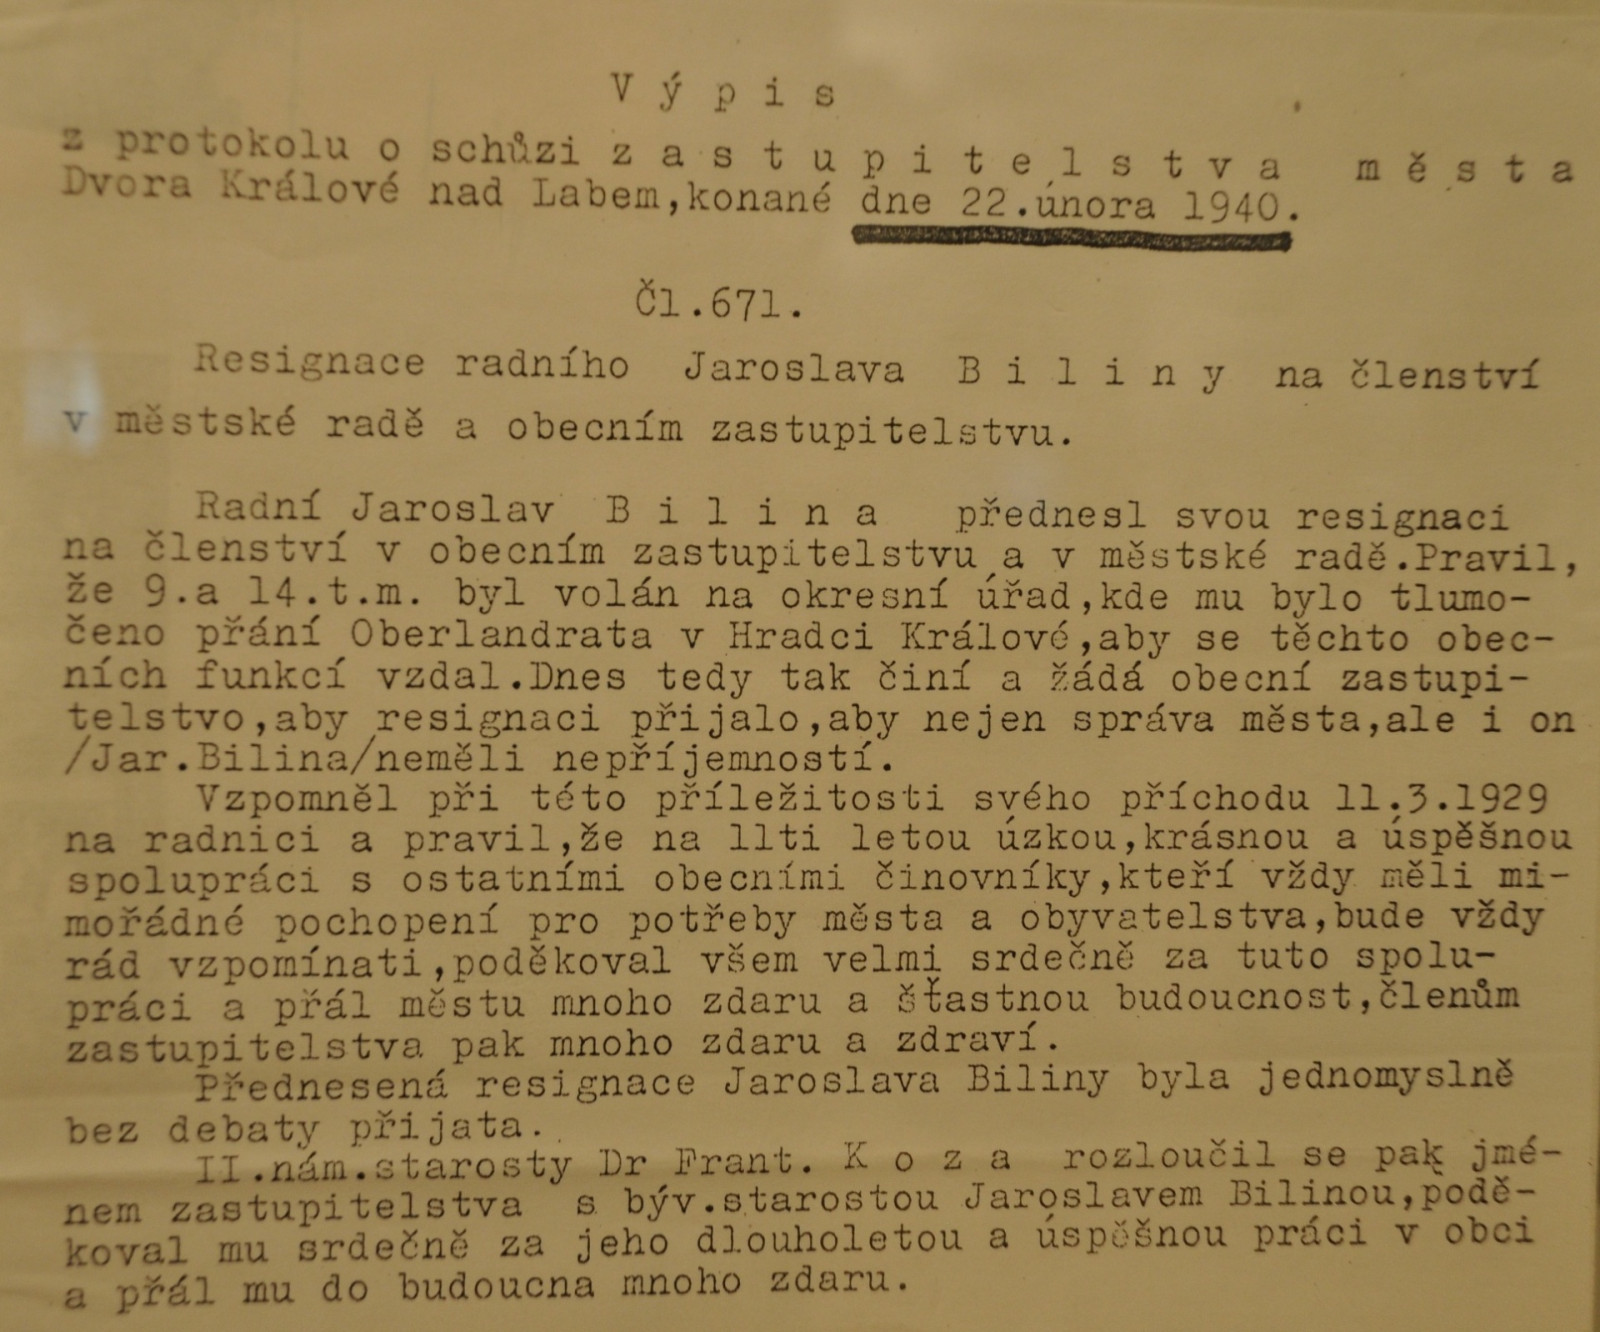 V ý p i s
z protokolu o schůzi z a s t u p i t e l s t v a m ě s t a
Dvora Králové nad Labem,konané dne 22.února 1940.
Čl.671.
Resignace radního Jaroslava B i l i n y na členství
v městské radě a obecním zastupitelstvu.
Radní Jaroslav B i l i n a přednesl svou resignaci
na členství v obecním zastupitelstvu a v městské radě.Pravil,
že 9.a 14.t.m. byl volán na okresní úřad,kde mu bylo tlumo-
čeno přání Oberlandrata v Hradci Králové,aby se těchto obec-
ních funkcí vzdal.Dnes tedy tak činí a žádá obecní zastupi-
telstvo,aby resignaci přijalo,aby nejen správa města,ale i on
/Jar.Bilina/neměli nepříjemností.
Vzpomněl při této příležitosti svého příchodu 11.3.1929
na radnici a pravil,že na 11ti letou úzkou,krásnou a úspěšnou
spolupráci s ostatními obecními činovníky,kteří vždy měli mi-
mořádné pochopení pro potřeby města a obyvatelstva,bude vždy
rád vzpomínati,poděkoval všem velmi srdečně za tuto spolu-
práci a přál městu mnoho zdaru a šťastnou budoucnost,členům
zastupitelstva pak mnoho zdaru a zdraví.
Přednesená resignace Jaroslava Biliny byla jednomyslně
bez debaty přijata.
II.nám.starosty Dr Frant. K o z a rozloučil se pak jmé-
nem zastupitelstva s býv.starostou Jaroslavem Bilinou,podě-
koval mu srdečně za jeho dlouholetou a úspěšnou práci v obci
a přál mu do budoucna mnoho zdaru.